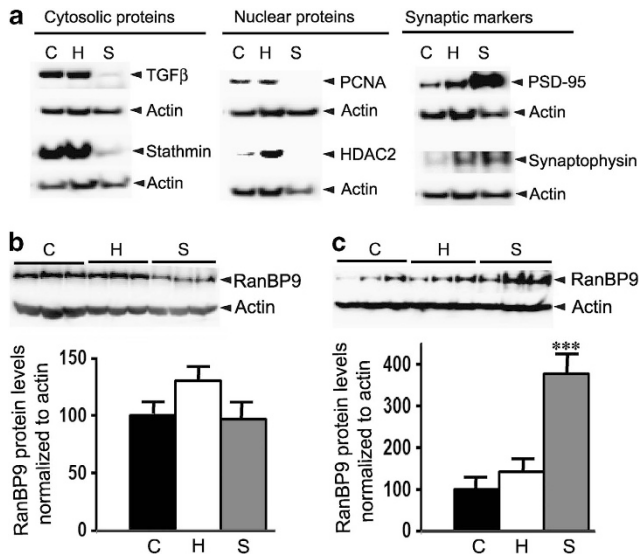 a
Cytosolic proteins Nuclear proteins Synaptic markers
C H S C H S C H S
TGFβ PCNA PSD-95
Actin Actin Actin
Stathmin HDAC2 Synaptophysin
Actin Actin Actin
b
C H S
RanBP9
Actin
RanBP9 protein levels
normalized to actin
150
100
50
0
C H S
c
C H S
RanBP9
Actin
RanBP9 protein levels
normalized to actin
***
400
300
200
100
0
C H S